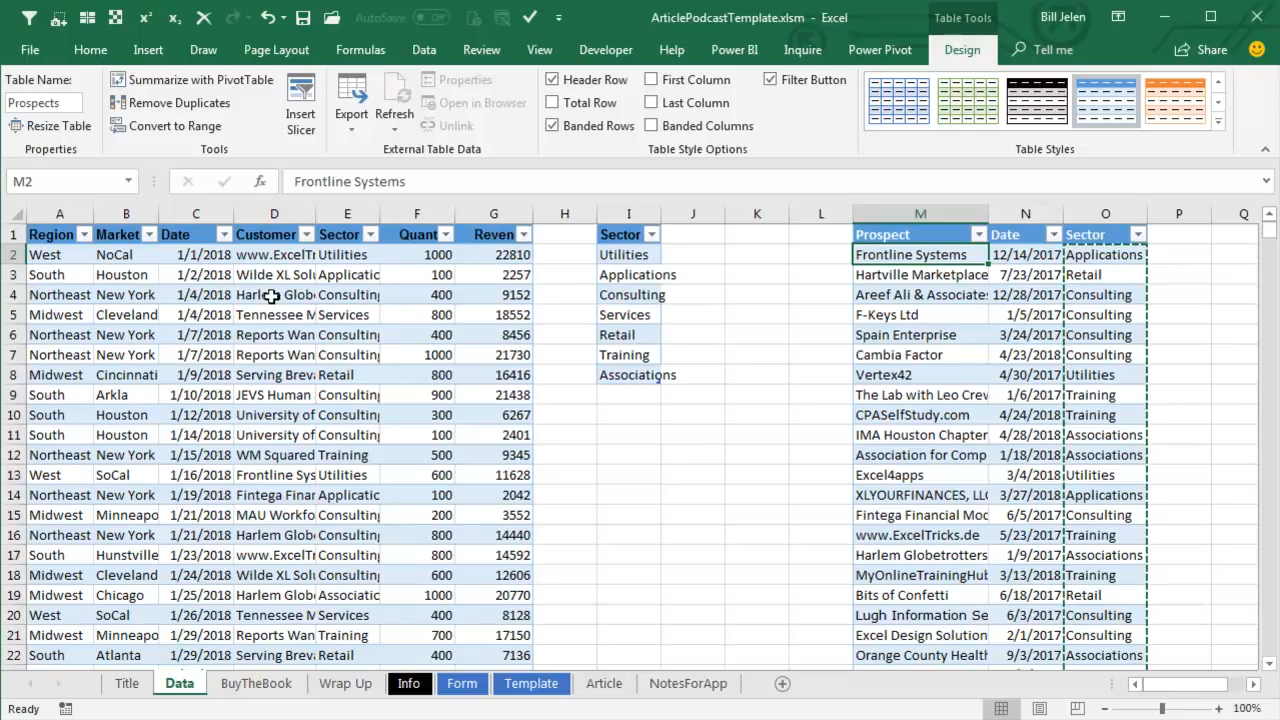 AutoSave Off
ArticlePodcastTemplate.xlsm - Excel
Table Tools
Bill Jelen
File Home Insert Draw Page Layout Formulas Data Review View Developer Help Power BI Inquire Power Pivot Design Tell me Share
Table Name:
Prospects
Resize Table
Properties
Summarize with PivotTable
Remove Duplicates
Convert to Range
Insert Slicer
Tools
Export
Refresh
Properties
Open in Browser
Unlink
External Table Data
Header Row
Total Row
Banded Rows
First Column
Last Column
Banded Columns
Filter Button
Table Style Options
Table Styles
M2 fx Frontline Systems
A B C D E F G H I J K L M N O P Q
1 Region Market Date Customer Sector Quant Reven Sector Prospect Date Sector
2 West NoCal 1/1/2018 www.ExcelTr Utilities 1000 22810 Utilities Frontline Systems 12/14/2017 Applications
3 South Houston 1/2/2018 Wilde XL Solu Applicatic 100 2257 Applications Hartville Marketplace 7/23/2017 Retail
4 Northeast New York 1/4/2018 Harlem Globe Consulting 400 9152 Consulting Areef Ali & Associates 12/28/2017 Consulting
5 Midwest Cleveland 1/4/2018 Tennessee M Services 800 18552 Services F-Keys Ltd 1/5/2017 Consulting
6 Northeast New York 1/7/2018 Reports Wan Consulting 400 8456 Retail Spain Enterprise 3/24/2017 Consulting
7 Northeast New York 1/7/2018 Reports Wan Consulting 1000 21730 Training Cambia Factor 4/23/2018 Consulting
8 Midwest Cincinnati 1/9/2018 Serving Breva Retail 800 16416 Associations Vertex42 4/30/2017 Utilities
9 South Arkla 1/10/2018 JEVS Human Consulting 900 21438 The Lab with Leo Crew 1/6/2017 Training
10 South Houston 1/12/2018 University of Consulting 300 6267 CPASelfStudy.com 4/24/2018 Training
11 South Houston 1/14/2018 University of Consulting 100 2401 IMA Houston Chapter 4/28/2018 Associations
12 Northeast New York 1/15/2018 WM Squared Training 500 9345 Association for Comp 1/18/2018 Associations
13 West SoCal 1/16/2018 Frontline Sys Utilities 600 11628 Excel4apps 3/4/2018 Utilities
14 Northeast New York 1/19/2018 Fintega Finan Applicatic 100 2042 XLYOURFINANCES, LLC 3/27/2018 Applications
15 Midwest Minneapo 1/21/2018 MAU Workfo Consulting 200 3552 Fintega Financial Mod 6/5/2017 Consulting
16 Northeast New York 1/21/2018 Harlem Globe Consulting 800 14440 www.ExcelTricks.de 5/23/2017 Training
17 South Hunstville 1/23/2018 www.ExcelTr Consulting 800 14592 Harlem Globetrotters 1/9/2017 Associations
18 Midwest Cleveland 1/24/2018 Wilde XL Solu Consulting 600 12606 MyOnlineTrainingHub 3/13/2018 Training
19 Midwest Chicago 1/25/2018 Harlem Globe Associatic 1000 20770 Bits of Confetti 6/18/2017 Retail
20 West SoCal 1/26/2018 Tennessee M Services 400 8128 Lugh Information Se 6/3/2017 Consulting
21 Midwest Minneapo 1/29/2018 Reports Wan Training 700 17150 Excel Design Solution 2/1/2017 Consulting
22 South Atlanta 1/29/2018 Serving Breva Retail 400 7136 Orange County Health 9/3/2017 Associations
Title Data BuyTheBook Wrap Up Info Form Template Article NotesForApp
Ready
100%